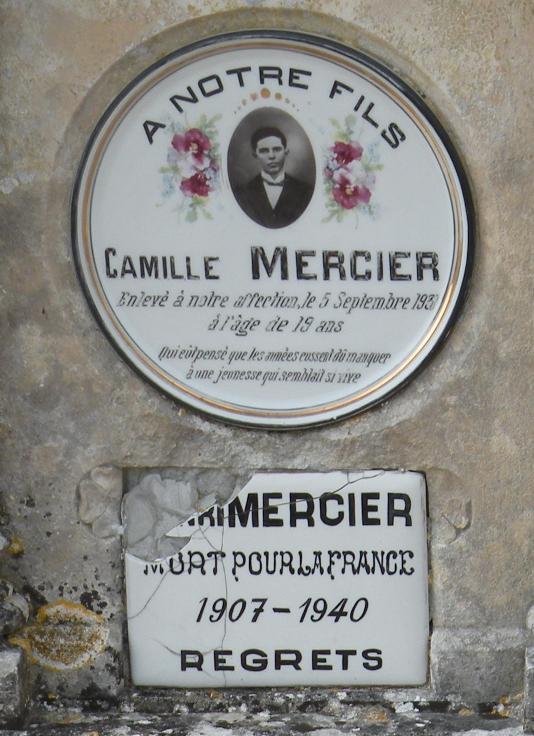 A NOTRE FILS
CAMILLE MERCIER
Enlevé à notre affection, le 5 Septembre 1931
à l'âge de 19 ans
Qui eût pensé que les années eussent dû manquer
à une jeunesse qui semblait si vive
MERCIER
MORT POUR LA FRANCE
1907-1940
REGRETS